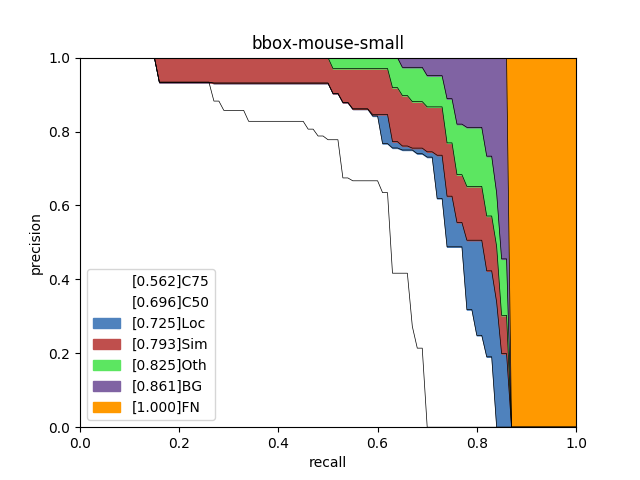 bbox-mouse-small
1.0
0.8
0.6
0.4
0.2
0.0
precision
[0.562]C75
[0.696]C50
[0.725]Loc
[0.793]Sim
[0.825]Oth
[0.861]BG
[1.000]FN
0.0 0.2 0.4 0.6 0.8 1.0
recall